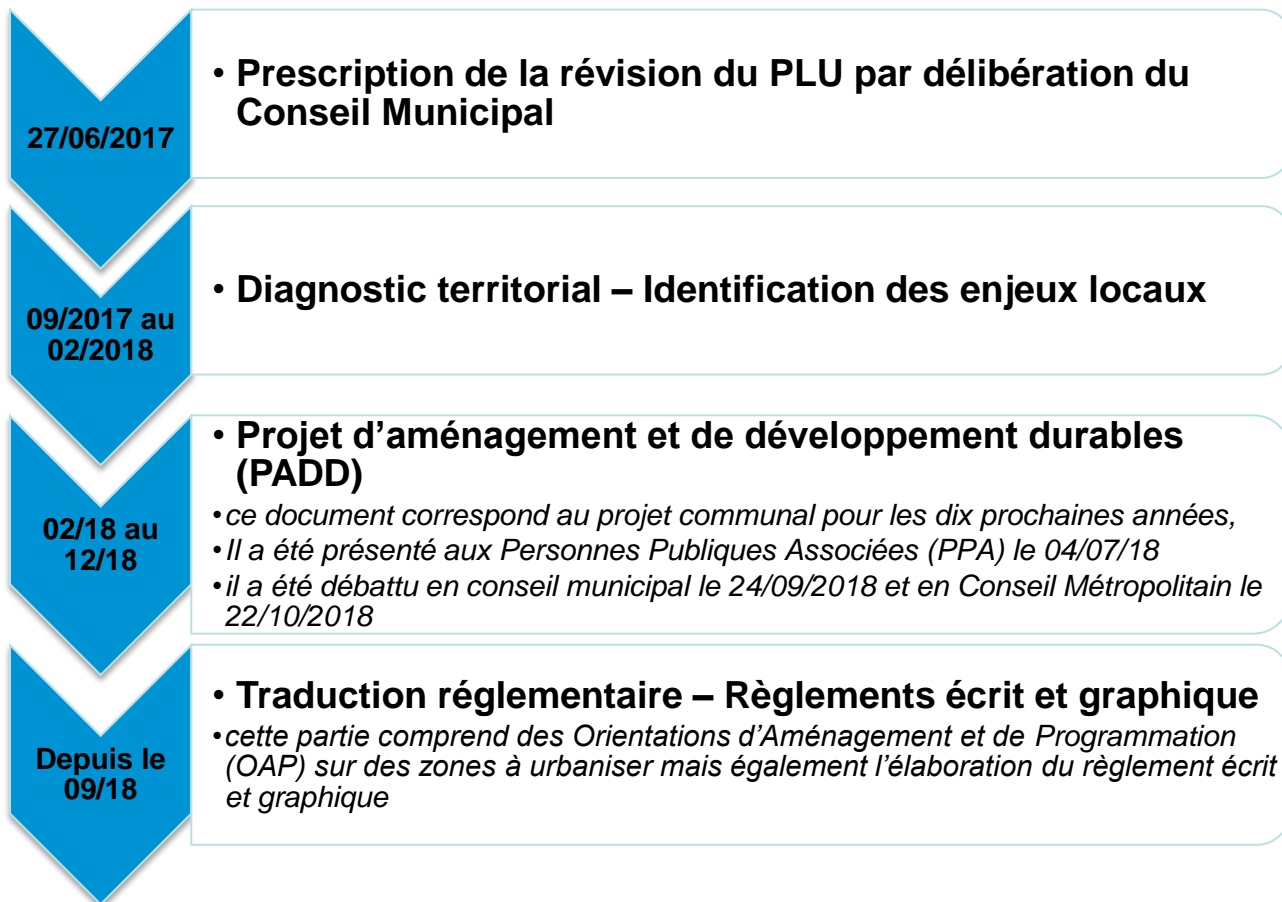 27/06/2017
• Prescription de la révision du PLU par délibération du
Conseil Municipal
09/2017 au
02/2018
• Diagnostic territorial – Identification des enjeux locaux
02/18 au
12/18
• Projet d’aménagement et de développement durables
(PADD)
• ce document correspond au projet communal pour les dix prochaines années,
• Il a été présenté aux Personnes Publiques Associées (PPA) le 04/07/18
• il a été débattu en conseil municipal le 24/09/2018 et en Conseil Métropolitain le
22/10/2018
Depuis le
09/18
• Traduction réglementaire – Règlements écrit et graphique
• cette partie comprend des Orientations d’Aménagement et de Programmation
(OAP) sur des zones à urbaniser mais également l’élaboration du règlement écrit
et graphique